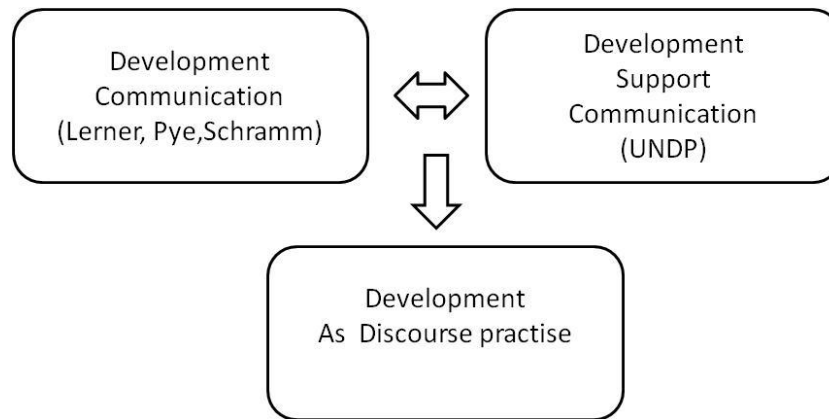 Development
Communication
(Lerner, Pye,Schramm)
Development
Support
Communication
(UNDP)
Development
As Discourse practise